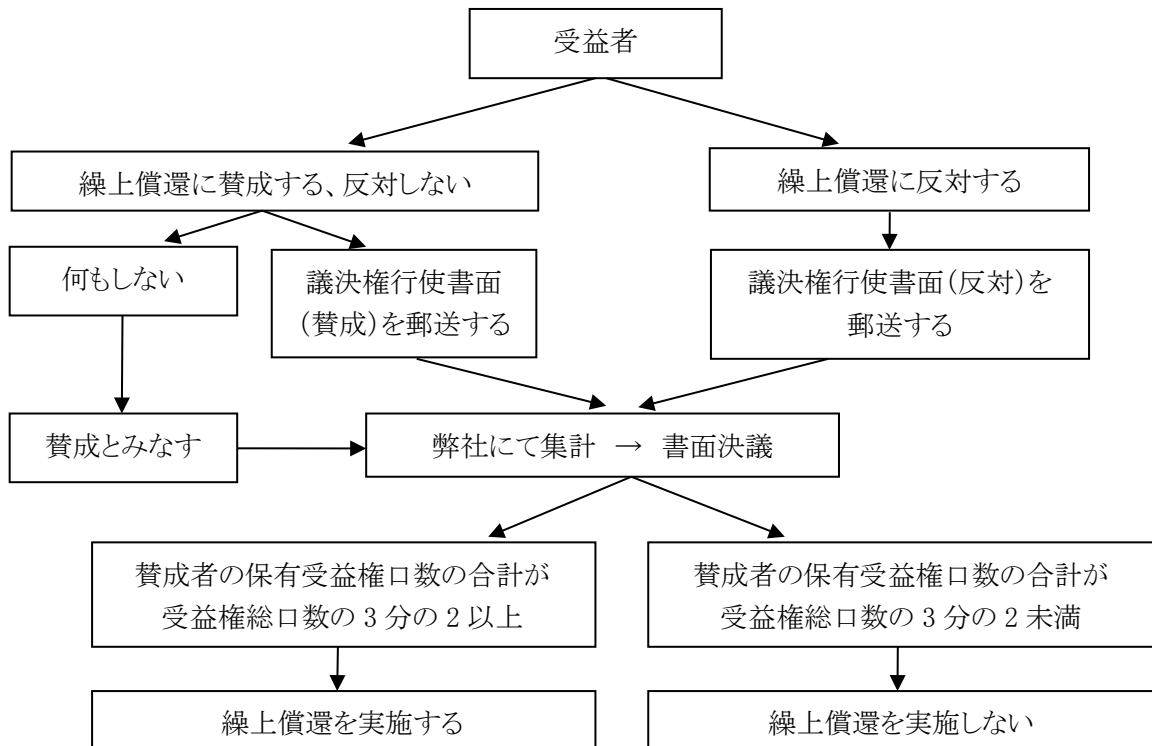 受益者
繰上償還に賛成する、反対しない
繰上償還に反対する
何もしない
議決権行使書面
（賛成）を郵送する
議決権行使書面（反対）を
郵送する
賛成とみなす
弊社にて集計 → 書面決議
賛成者の保有受益権口数の合計が
受益権総口数の３分の２以上
賛成者の保有受益権口数の合計が
受益権総口数の３分の２未満
繰上償還を実施する
繰上償還を実施しない